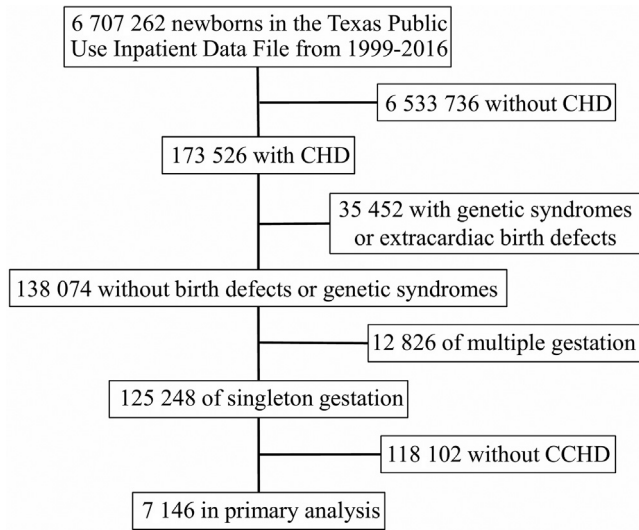 6 707 262 newborns in the Texas Public
Use Inpatient Data File from 1999-2016
6 533 736 without CHD
173 526 with CHD
35 452 with genetic syndromes
or extracardiac birth defects
138 074 without birth defects or genetic syndromes
12 826 of multiple gestation
125 248 of singleton gestation
118 102 without CCHD
7 146 in primary analysis